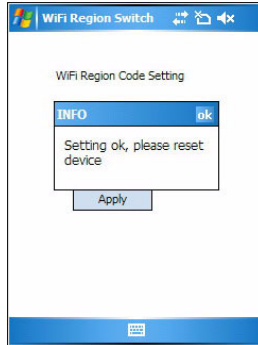 WiFi Region Switch
WiFi Region Code Setting
INFO ok
Setting ok, please reset
device
Apply